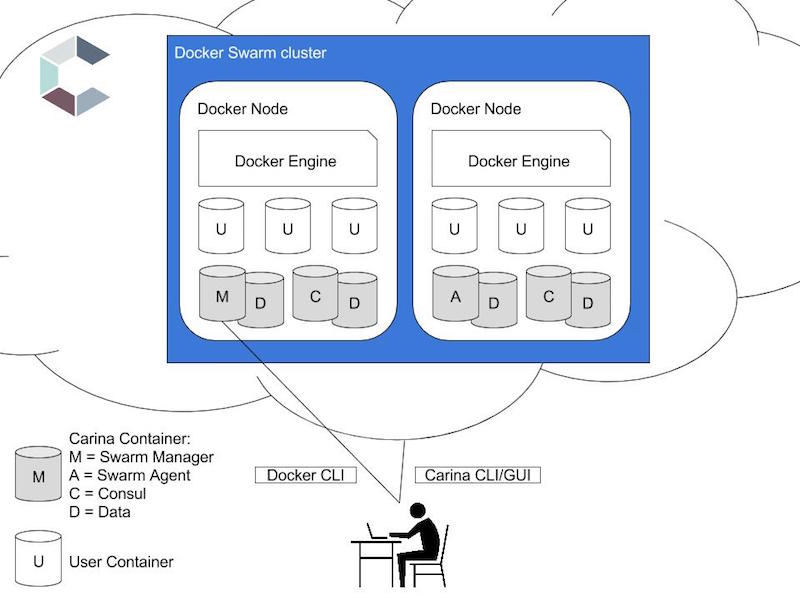 Docker Swarm cluster
Docker Node
Docker Node
Docker Engine
Docker Engine
U U U
U U U
M D C D
A D C D
Carina Container:
M = Swarm Manager
A = Swarm Agent
C = Consul
D = Data
M
Docker CLI
Carina CLI/GUI
U
User Container